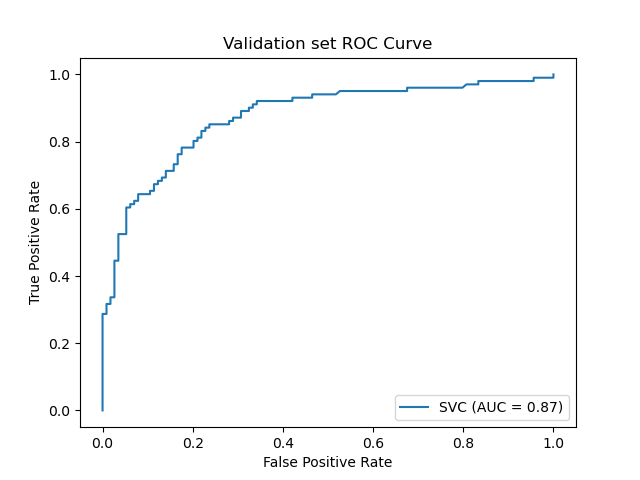 Validation set ROC Curve
1.0
0.8
0.6
0.4
0.2
0.0
True Positive Rate
SVC (AUC = 0.87)
0.0 0.2 0.4 0.6 0.8 1.0
False Positive Rate